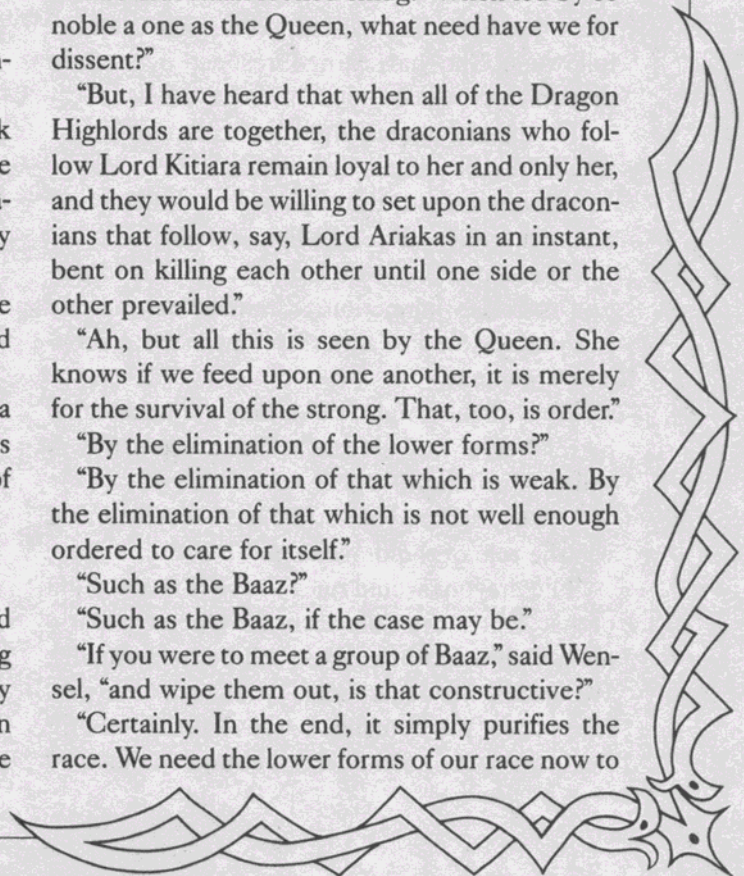 noble a one as the Queen, what need have we for
dissent?”
“But, I have heard that when all of the Dragon
Highlords are together, the draconians who fol-
low Lord Kitiara remain loyal to her and only her,
and they would be willing to set upon the dracon-
ians that follow, say, Lord Ariakas in an instant,
bent on killing each other until one side or the
other prevailed.”
“Ah, but all this is seen by the Queen. She
knows if we feed upon one another, it is merely
for the survival of the strong. That, too, is order.”
“By the elimination of the lower forms?”
“By the elimination of that which is weak. By
the elimination of that which is not well enough
ordered to care for itself.”
“Such as the Baaz?”
“Such as the Baaz, if the case may be.”
“If you were to meet a group of Baaz,” said Wen-
sel, “and wipe them out, is that constructive?”
“Certainly. In the end, it simply purifies the
race. We need the lower forms of our race now to